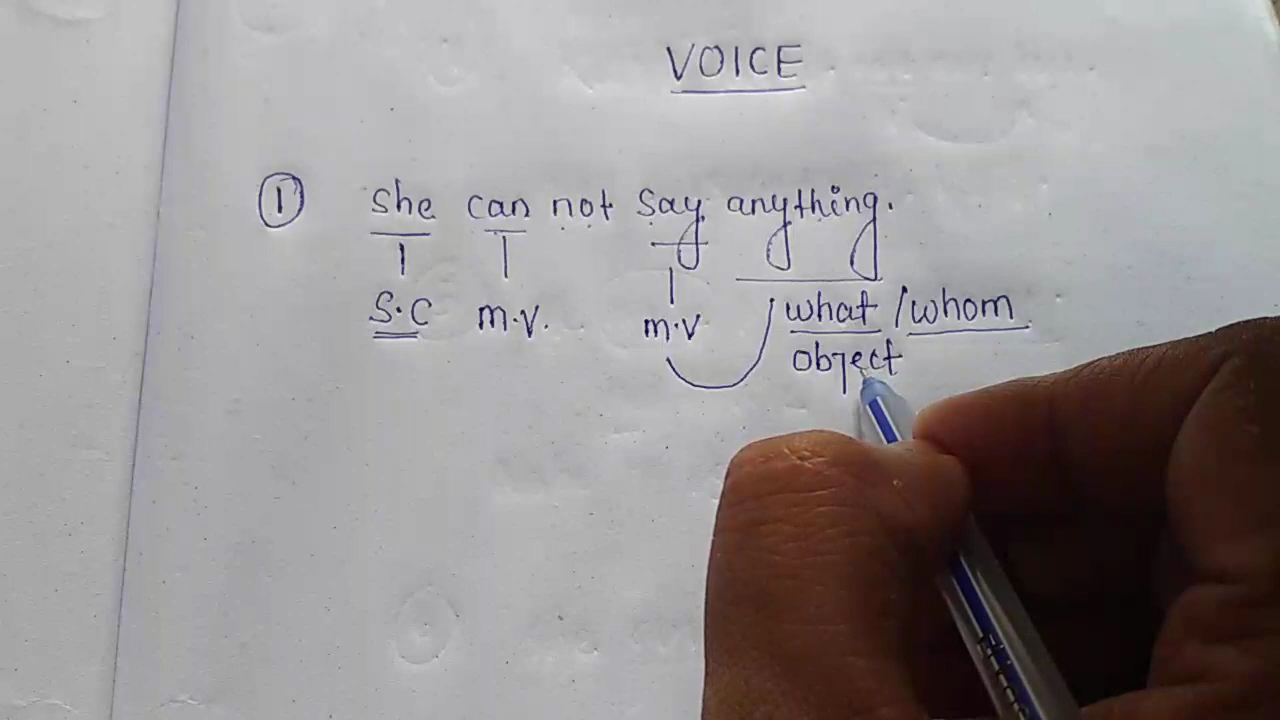 VOICE
① she can not say anything.
S.C m.v. m.v what / whom
object